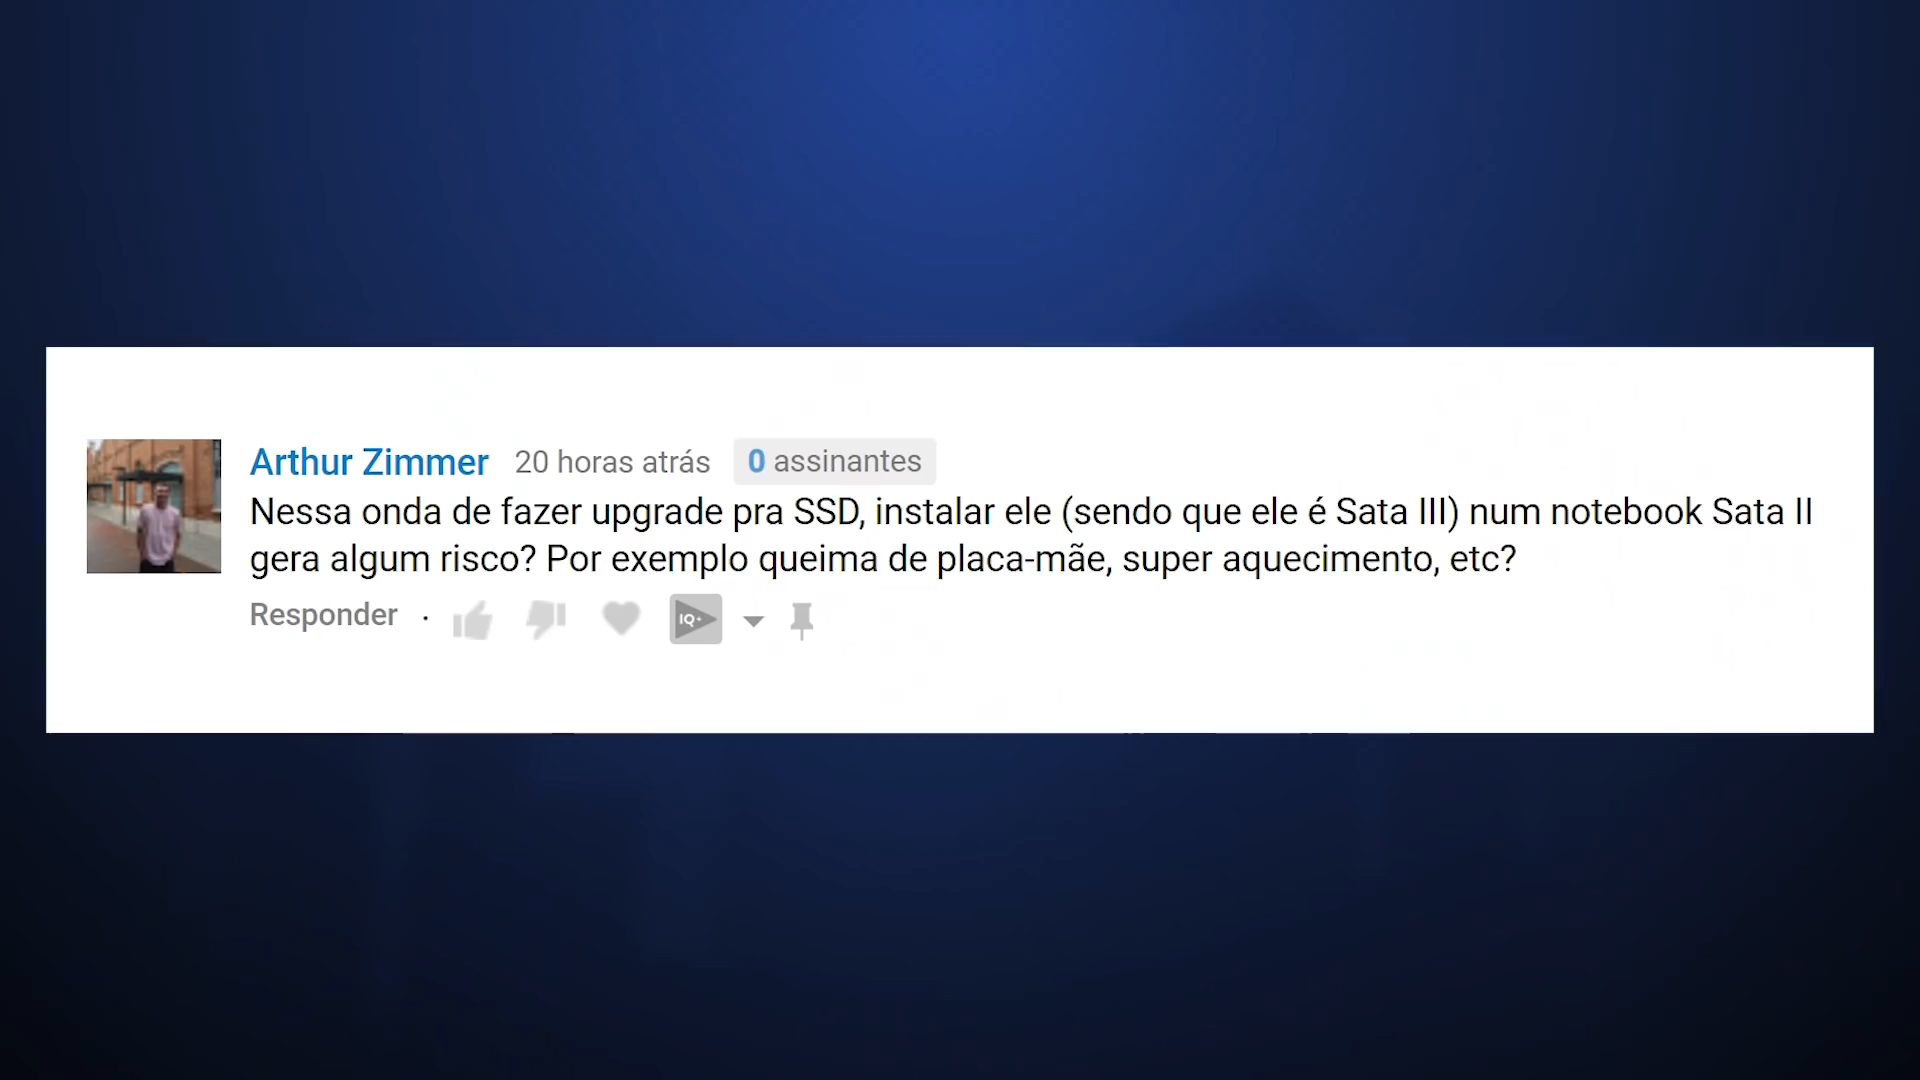 Arthur Zimmer 20 horas atrás 0 assinantes
Nessa onda de fazer upgrade pra SSD, instalar ele (sendo que ele é Sata III) num notebook Sata II
gera algum risco? Por exemplo queima de placa-mãe, super aquecimento, etc?
Responder · IQ+